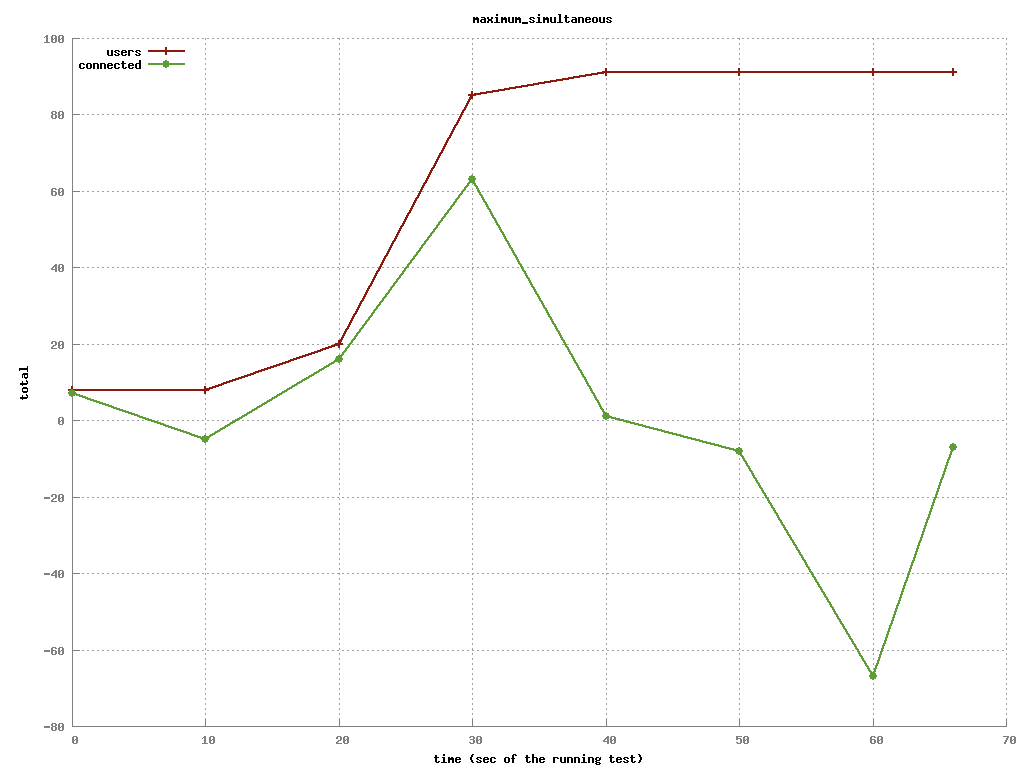 maximum_simultaneous
users
connected
100
80
60
40
20
0
-20
-40
-60
-80
total
0 10 20 30 40 50 60 70
time (sec of the running test)